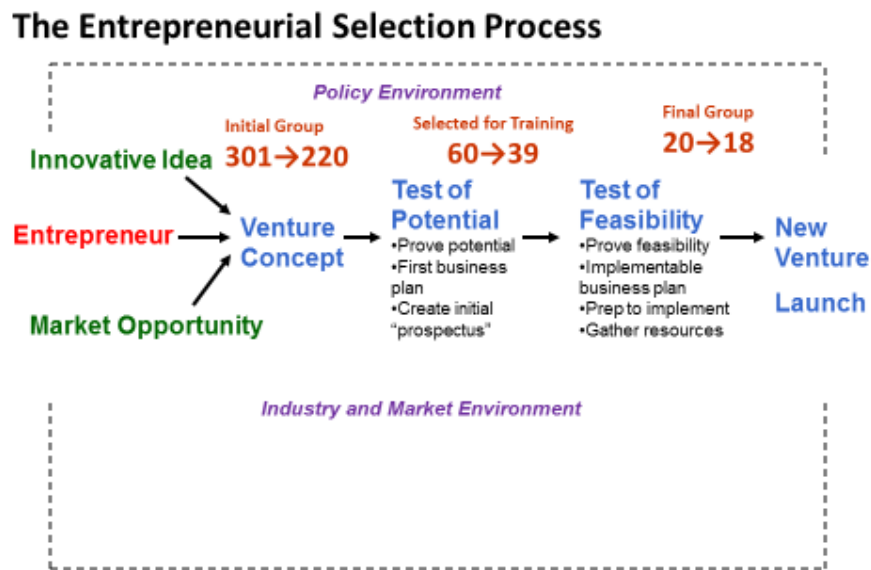 The Entrepreneurial Selection Process
Policy Environment
Initial Group
301→220
Selected for Training
60→39
Final Group
20→18
Innovative Idea
Entrepreneur
Market Opportunity
Venture
Concept
Test of
Potential
•Prove potential
•First business
plan
•Create initial
“prospectus”
Test of
Feasibility
•Prove feasibility
•Implementable
business plan
•Prep to implement
•Gather resources
New
Venture
Launch
Industry and Market Environment